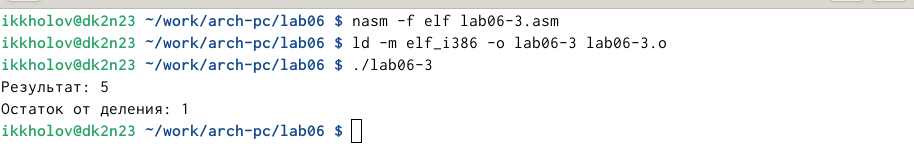 ikkholov@dk2n23 ~/work/arch-pc/lab06 $ nasm -f elf lab06-3.asm
ikkholov@dk2n23 ~/work/arch-pc/lab06 $ ld -m elf_i386 -o lab06-3 lab06-3.o
ikkholov@dk2n23 ~/work/arch-pc/lab06 $ ./lab06-3
Результат: 5
Остаток от деления: 1
ikkholov@dk2n23 ~/work/arch-pc/lab06 $